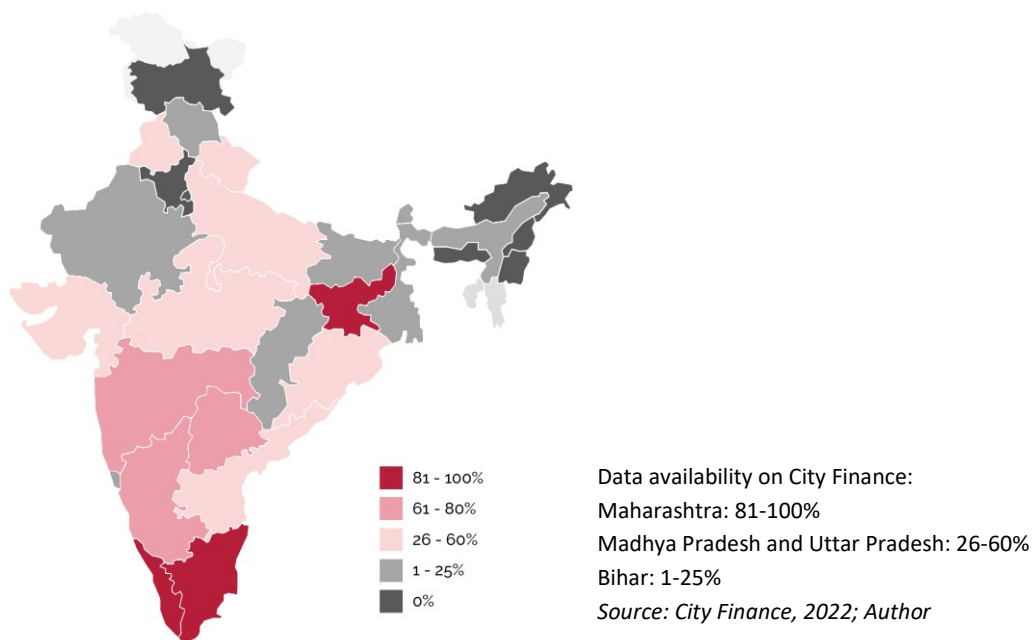 81 - 100%
61 - 80%
26 - 60%
1 - 25%
0%
Data availability on City Finance:
Maharashtra: 81-100%
Madhya Pradesh and Uttar Pradesh: 26-60%
Bihar: 1-25%
Source: City Finance, 2022; Author